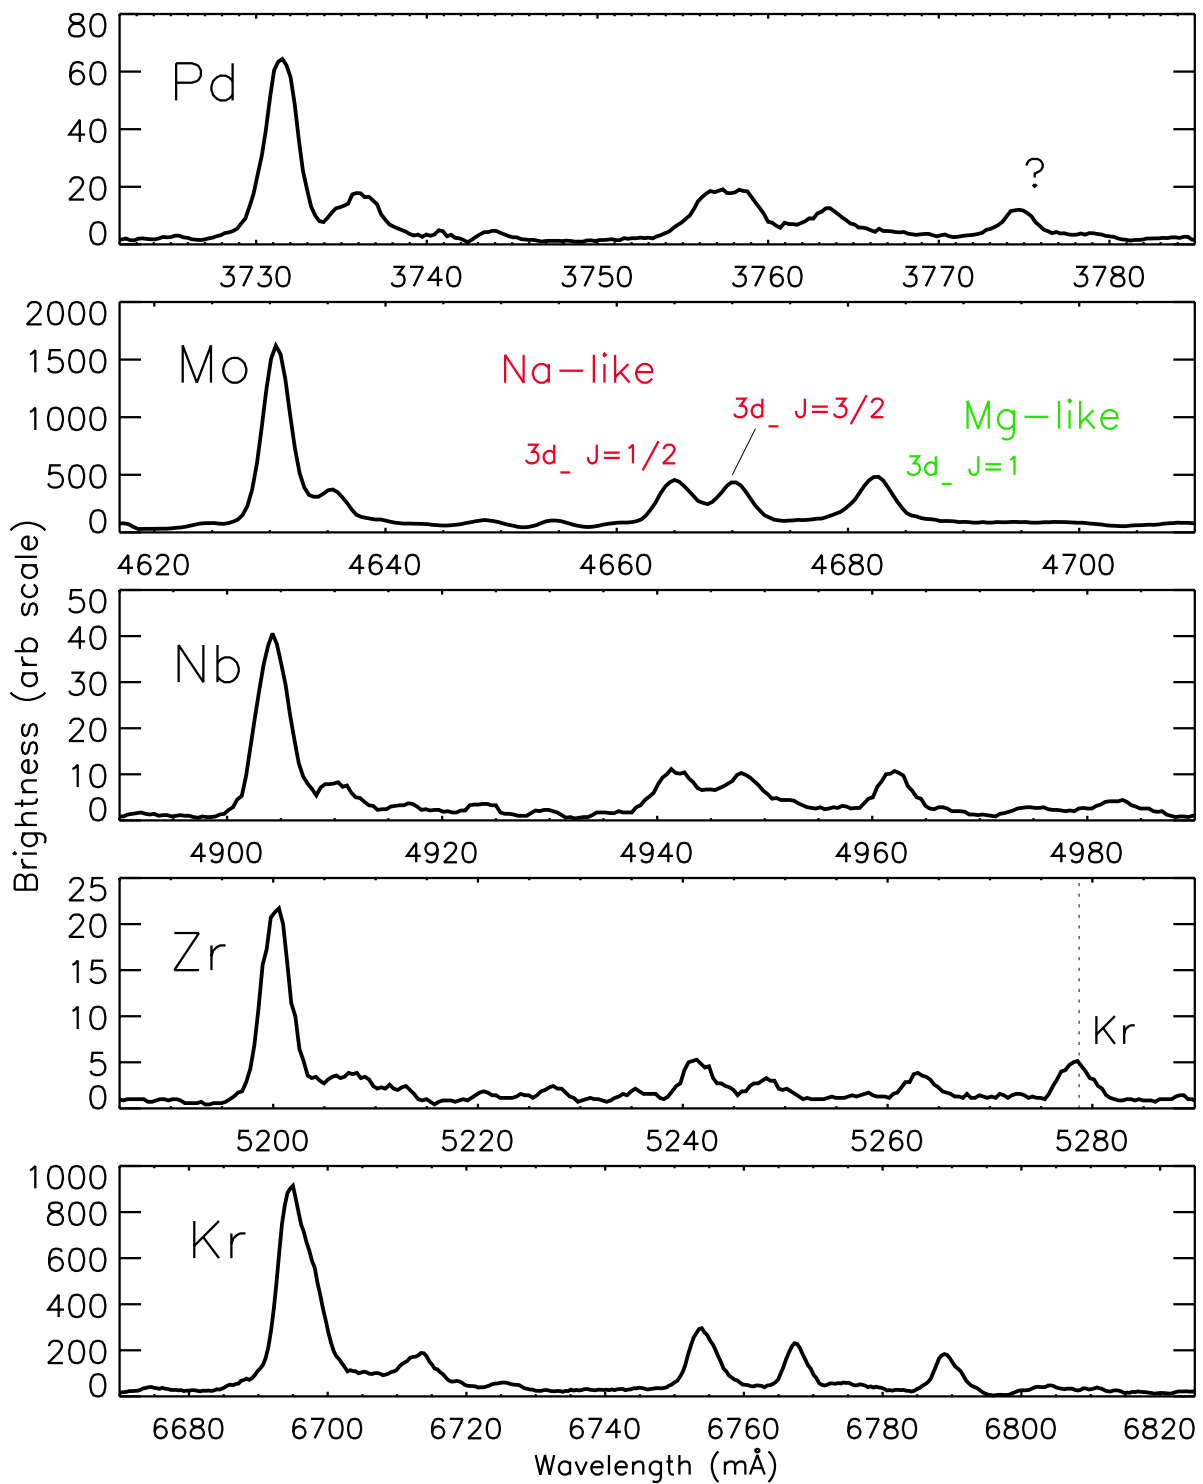 Brightness (arb scale)
80
60
40
20
0
Pd
?
3730 3740 3750 3760 3770 3780
2000
1500
1000
500
0
Mo
Na-like
3d_ J=3/2
Mg-like
3d_ J=1/2
3d_ J=1
4620 4640 4660 4680 4700
50
40
30
20
10
0
Nb
4900 4920 4940 4960 4980
25
20
15
10
5
0
Zr
Kr
5200 5220 5240 5260 5280
1000
800
600
400
200
0
Kr
6680 6700 6720 6740 6760 6780 6800 6820
Wavelength (mÅ)